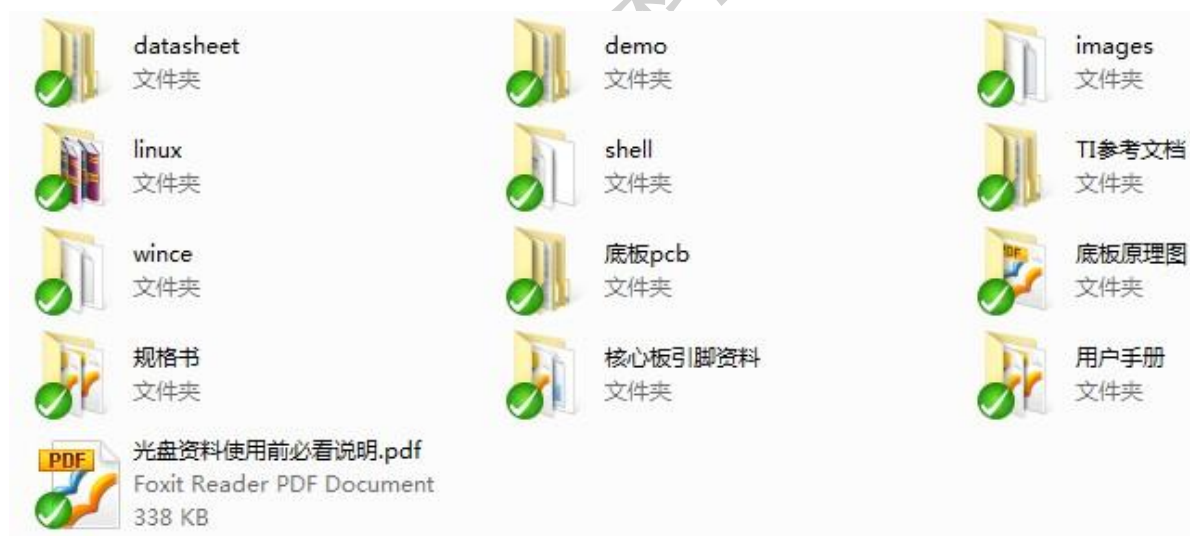 datasheet
文件夹
demo
文件夹
images
文件夹
linux
文件夹
shell
文件夹
TI参考文档
文件夹
wince
文件夹
底板pcb
文件夹
底板原理图
文件夹
规格书
文件夹
核心板引脚资料
文件夹
用户手册
文件夹
光盘资料使用前必看说明.pdf
Foxit Reader PDF Document
338 KB
PDF